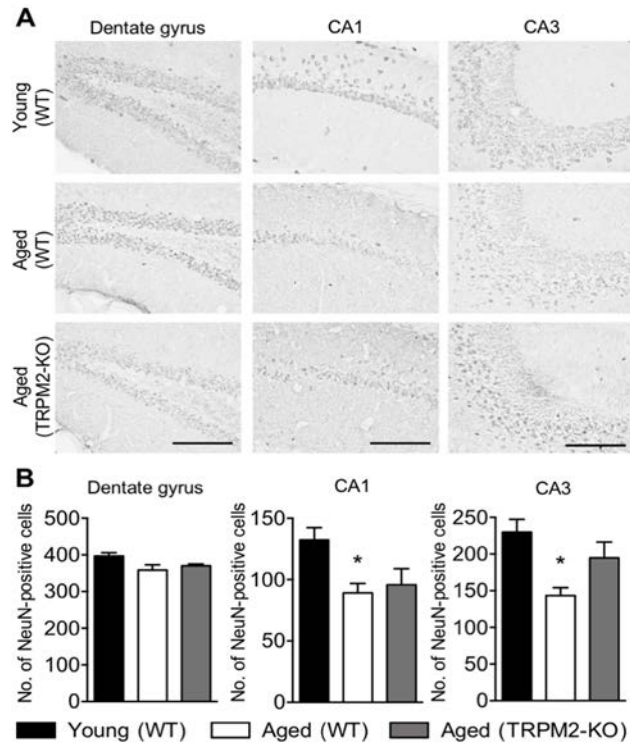 A
Dentate gyrus CA1 CA3
Young (WT)
Aged (WT)
Aged (TRPM2-KO)
B
Dentate gyrus CA1 CA3
No. of NeuN-positive cells
500
400
300
200
100
0
No. of NeuN-positive cells
150
100
50
0
*
No. of NeuN-positive cells
250
200
150
100
50
0
*
Young (WT) Aged (WT) Aged (TRPM2-KO)